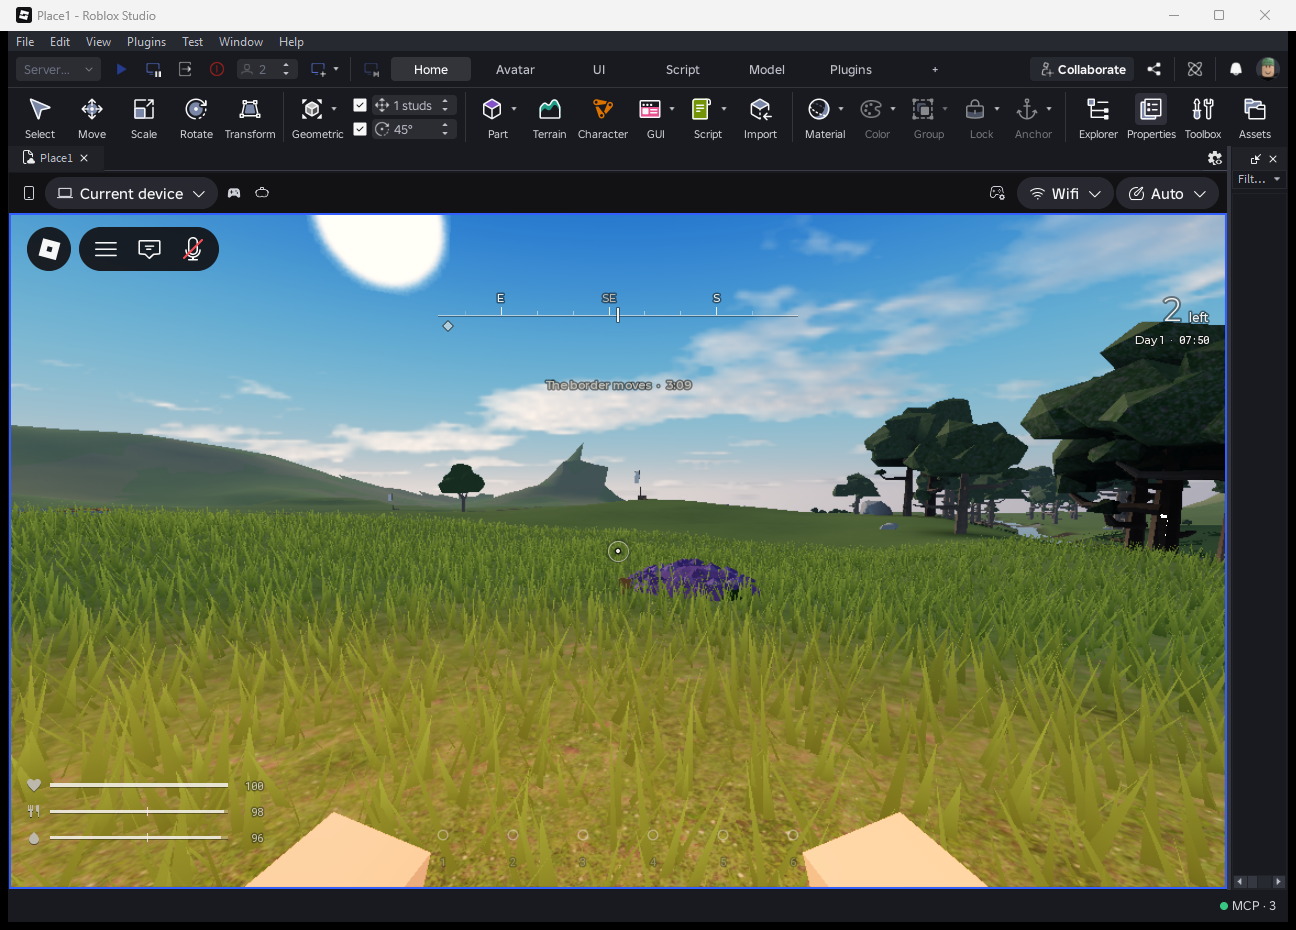 Place1 - Roblox Studio
File Edit View Plugins Test Window Help
Server... 2 Home Avatar UI Script Model Plugins + Collaborate
1 studs
45°
Select Move Scale Rotate Transform Geometric Part Terrain Character GUI Script Import Material Color Group Lock Anchor Explorer Properties Toolbox Assets
Place1
Filt...
Current device Wifi Auto
E SE S
2 left
Day 1 · 07:50
The border moves · 3:09
100
98
96
1 2 3 4 5 6
MCP · 3